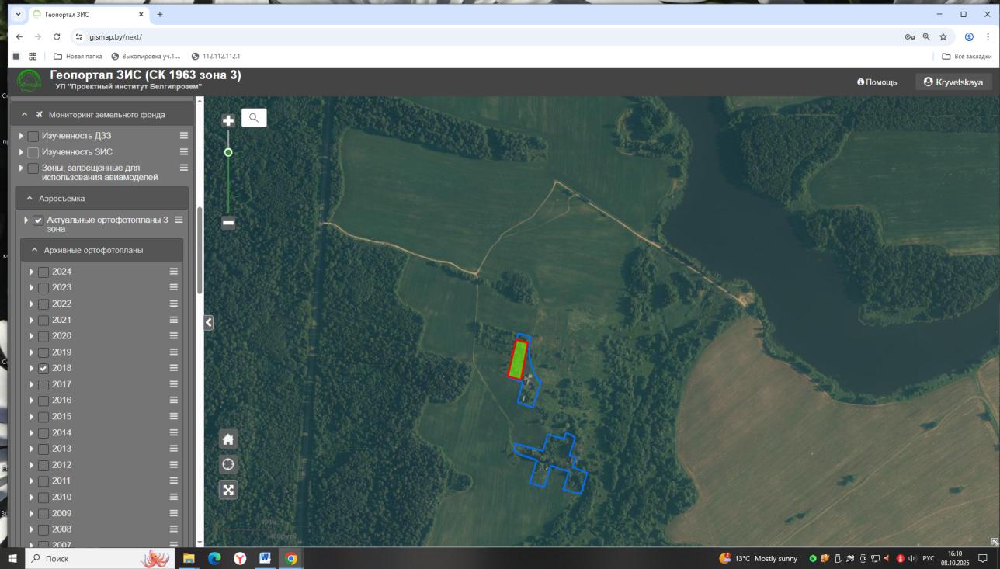 Геопортал ЗИС
gismap.by/next/
Новая папка
Выкопировка уч.1....
112.112.112.1
Все закладки
Геопортал ЗИС (СК 1963 зона 3)
УП "Проектный институт Белгипрозем"
Помощь
Kryvetskaya
Мониторинг земельного фонда
Изученность ДЗЗ
Изученность ЗИС
Зоны, запрещенные для
использования авиамоделей
Аэросъёмка
Актуальные ортофотопланы 3
зона
Архивные ортофотопланы
2024
2023
2022
2021
2020
2019
2018
2017
2016
2015
2014
2013
2012
2011
2010
2009
2008
2007
Поиск
13°C Mostly sunny
РУС
16:10
08.10.2025